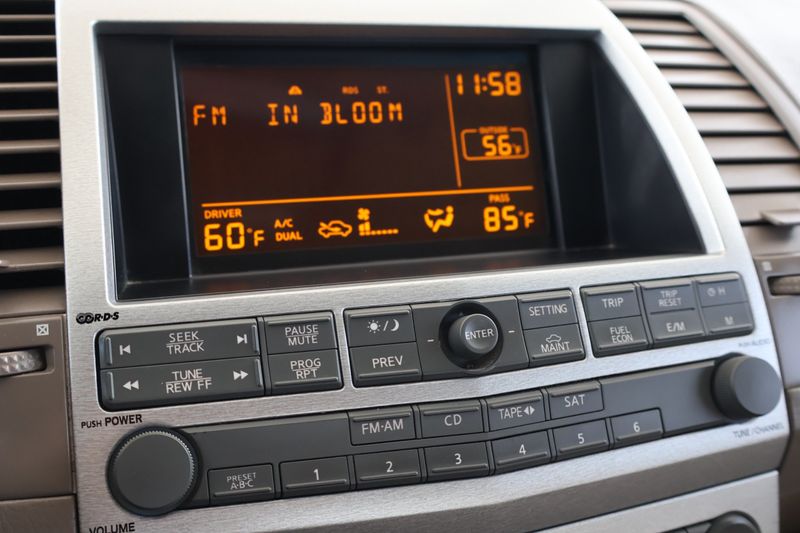 RDS ST.
FM IN BLOOM
11:58
OUTSIDE
56°F
DRIVER
60°F
A/C
DUAL
PASS
85°F
SEEK
TRACK
TUNE
REW FF
PAUSE
MUTE
PROG
RPT
PREV
ENTER
SETTING
MAINT
TRIP
FUEL
ECON
TRIP
RESET
E/M
H
M
PUSH AUDIO
PUSH POWER
FM·AM
CD
TAPE
SAT
PRESET
A·B·C
1
2
3
4
5
6
TUNE / CHANNEL
VOLUME